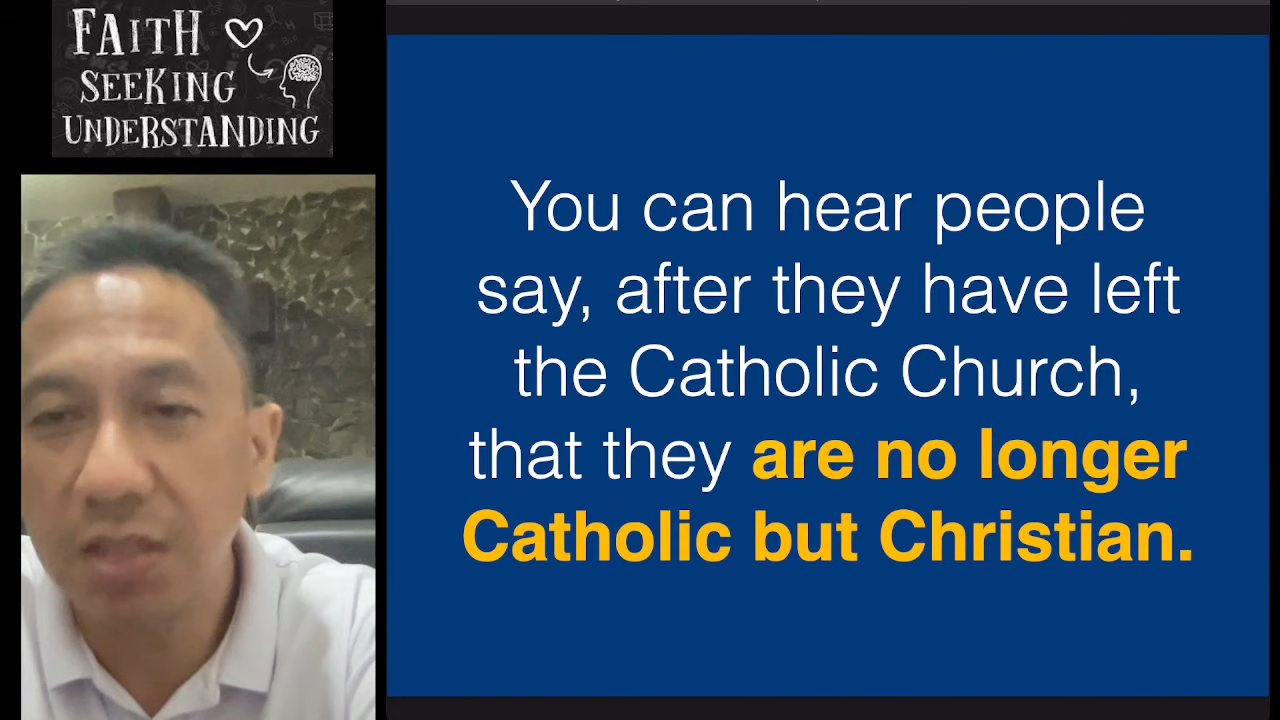 FAITH
SEEKING
UNDERSTANDING
You can hear people
say, after they have left
the Catholic Church,
that they are no longer
Catholic but Christian.